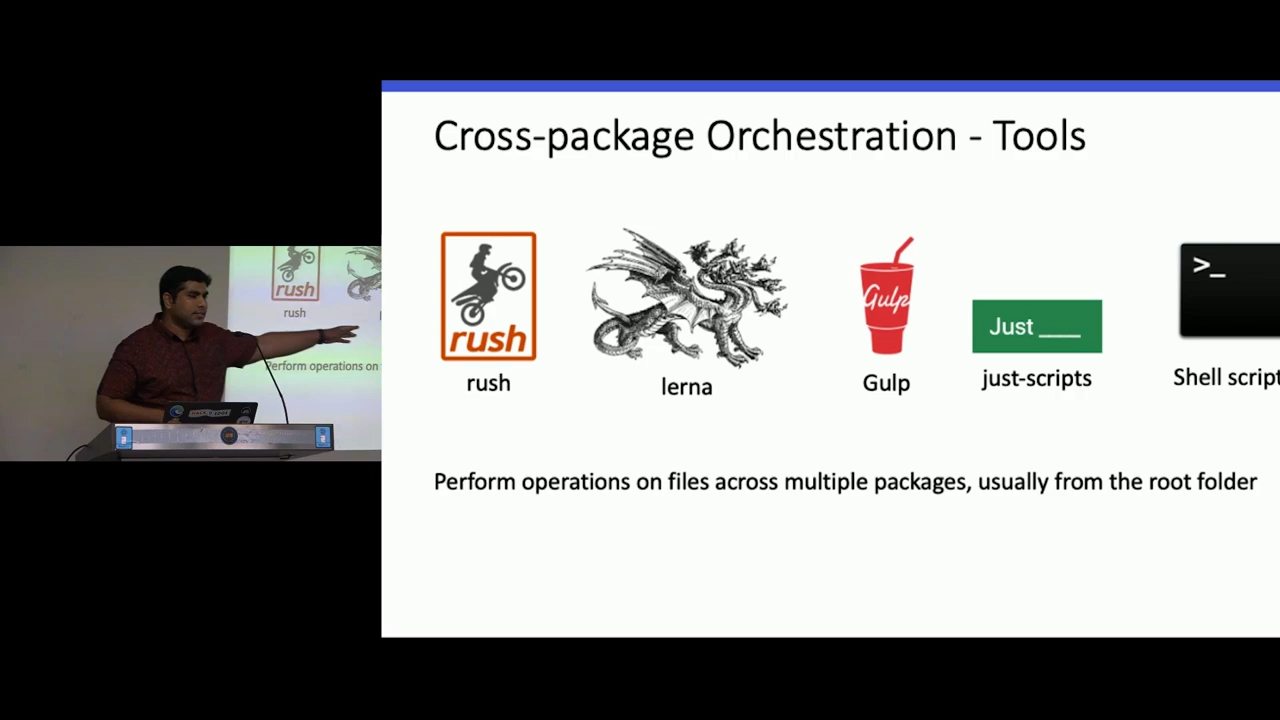 Cross-package Orchestration - Tools
rush
rush
Gulp
Just ___
>_
rush
lerna
Gulp
just-scripts
Shell script
Perform operations on files across multiple packages, usually from the root folder
rush
rush
Perform operations on